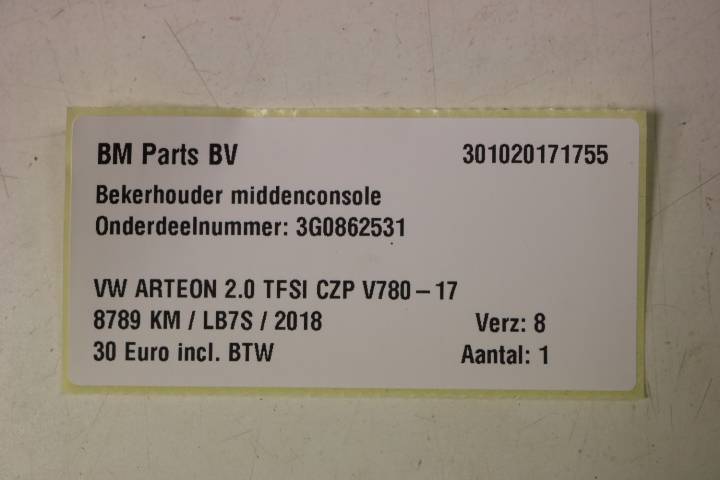 BM Parts BV 301020171755
Bekerhouder middenconsole
Onderdeelnummer: 3G0862531
VW ARTEON 2.0 TFSI CZP V780-17
8789 KM / LB7S / 2018 Verz: 8
30 Euro incl. BTW Aantal: 1